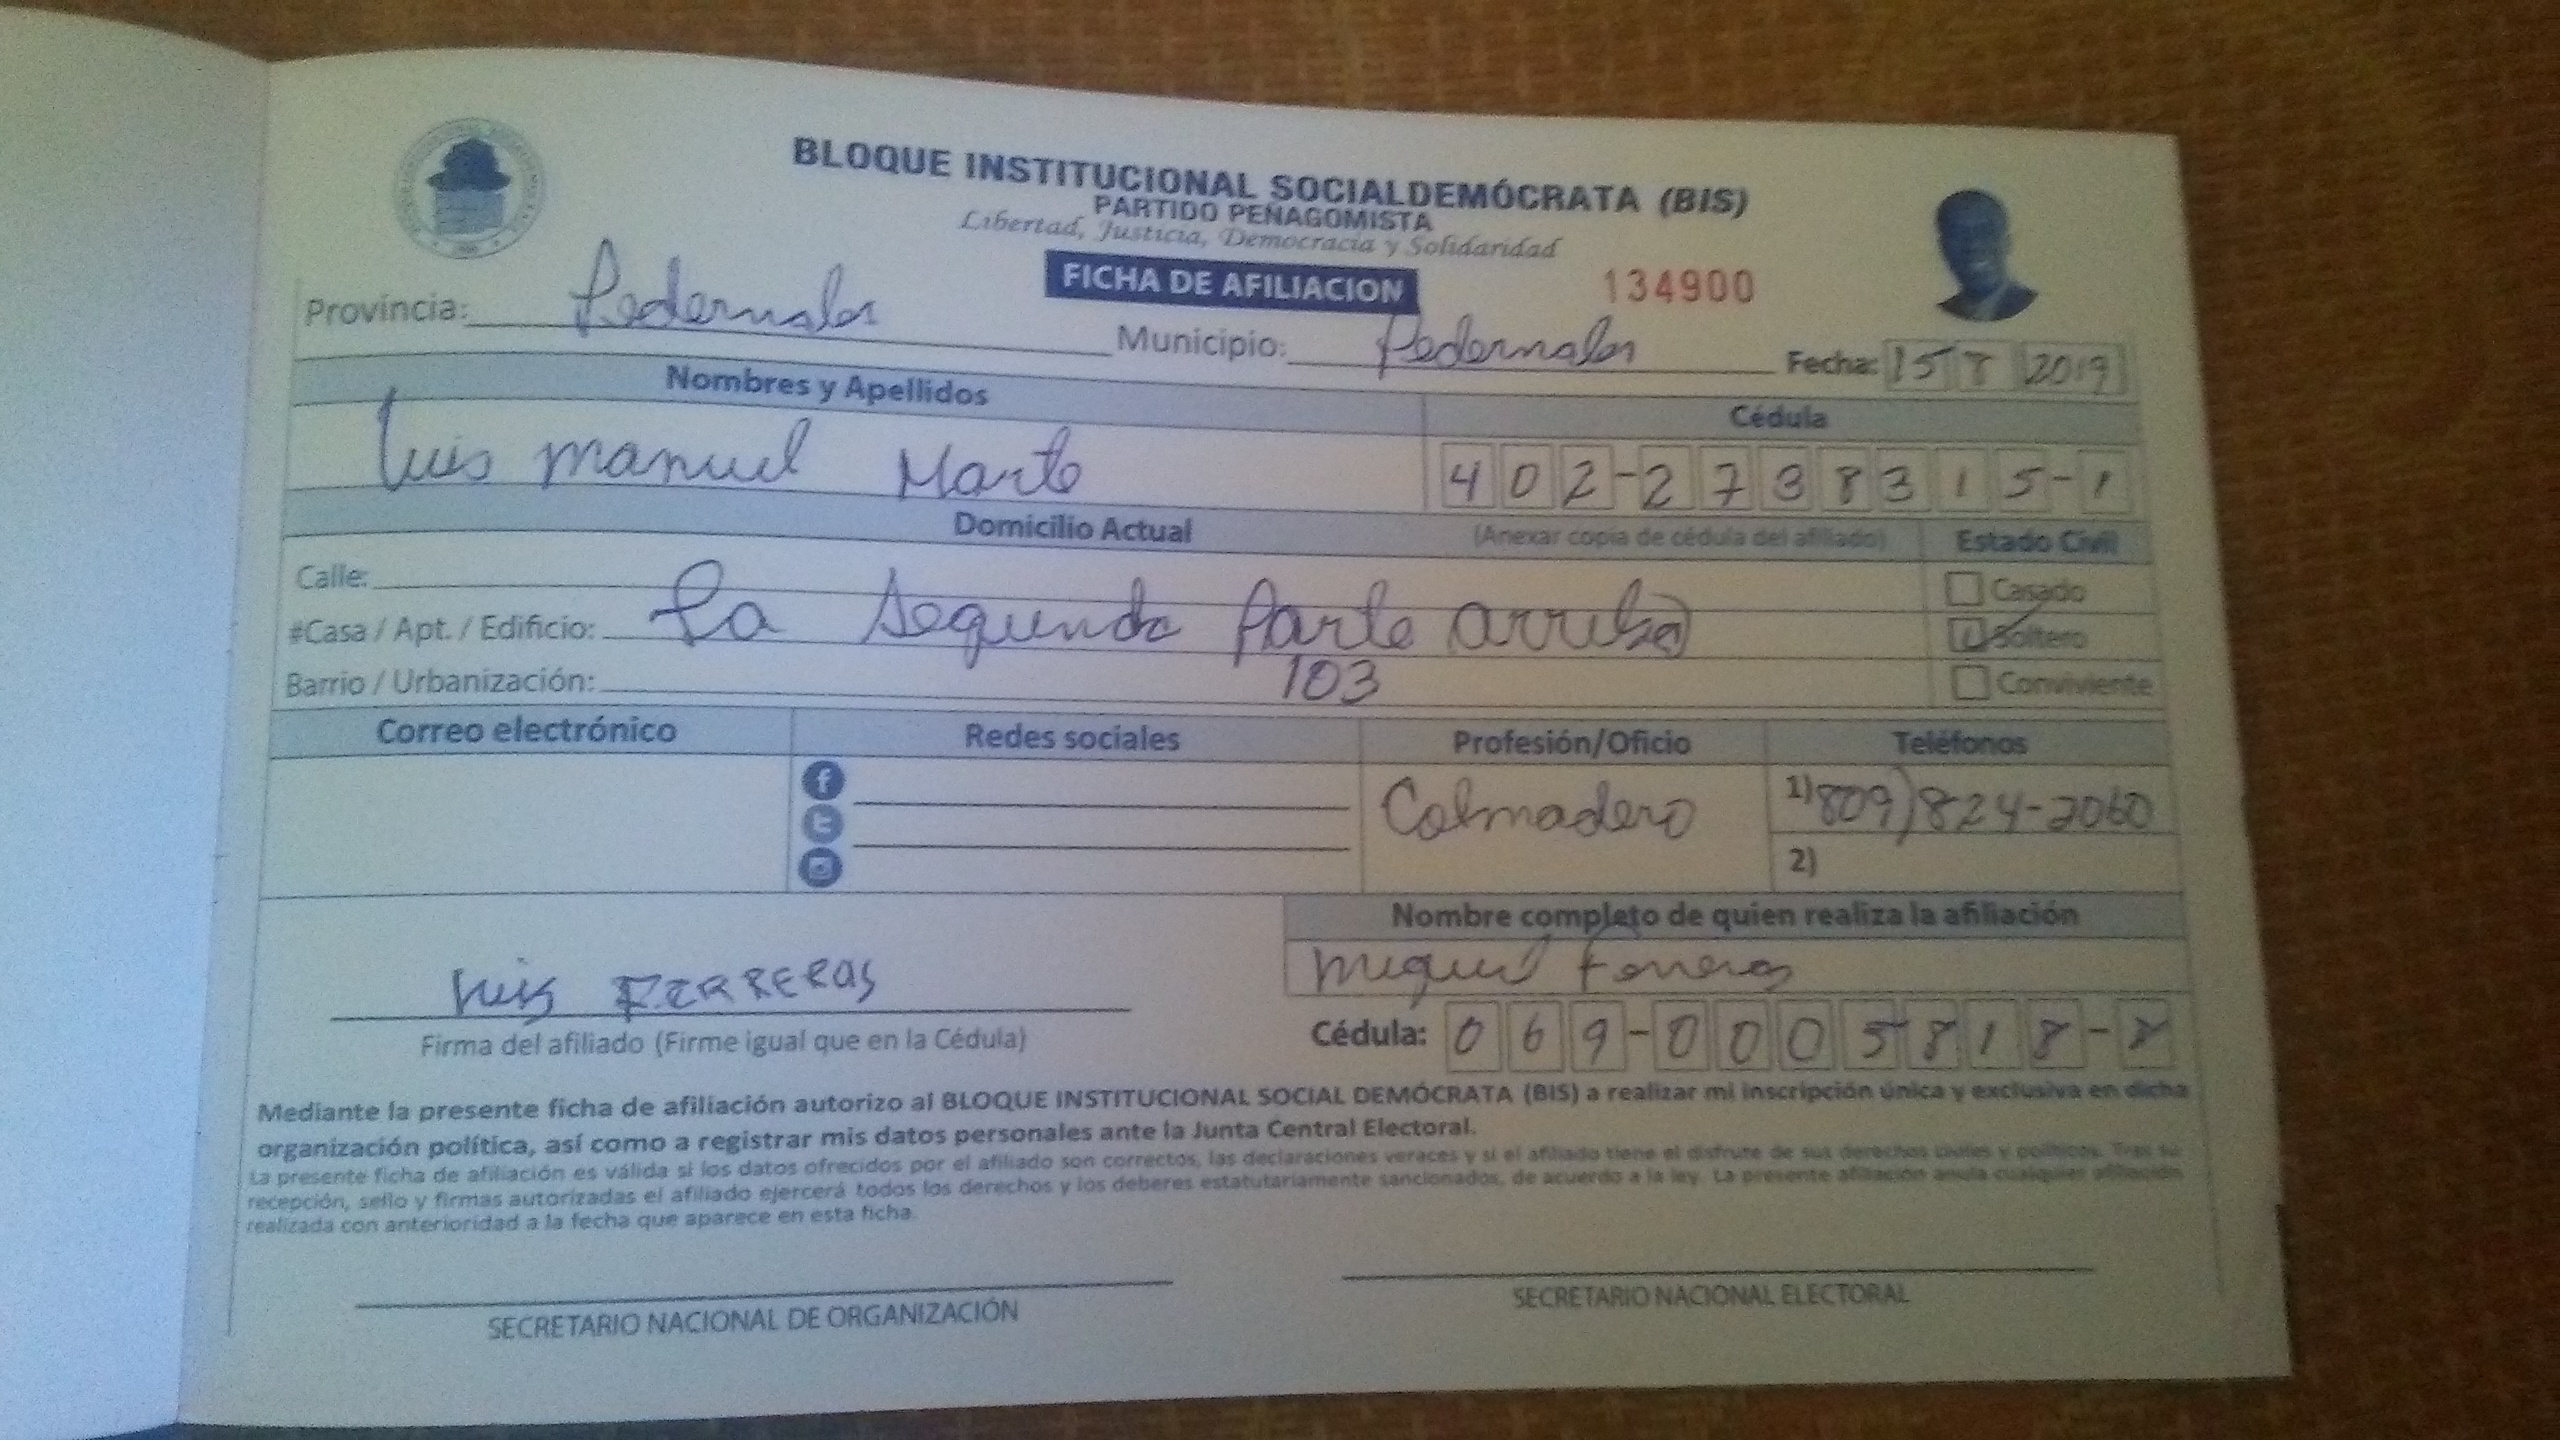 BLOQUE INSTITUCIONAL SOCIALDEMÓCRATA (BIS)
PARTIDO PEÑAGOMISTA
Libertad, Justicia, Democracia y Solidaridad
FICHA DE AFILIACION 134900
Provincia: Pedernales Municipio: Pedernales Fecha: 15 8 2019
Nombres y Apellidos Cédula
Luis manuel Marte 402-2738315-1
Domicilio Actual (Anexar copia de cédula del afiliado) Estado Civil
Calle: Casado
#Casa / Apt. / Edificio: La Segunda Parte arriba Soltero
Barrio / Urbanización: 103 Conviviente
Correo electrónico Redes sociales Profesión/Oficio Teléfonos
Colmadero 1) 809) 824-2060
2)
Nombre completo de quien realiza la afiliación
Luis FERRERAS Miguel Ferreras
Firma del afiliado (Firme igual que en la Cédula) Cédula: 069-0005818-8
Mediante la presente ficha de afiliación autorizo al BLOQUE INSTITUCIONAL SOCIAL DEMÓCRATA (BIS) a realizar mi inscripción única y exclusiva en dicha
organización política, así como a registrar mis datos personales ante la Junta Central Electoral.
La presente ficha de afiliación es válida si los datos ofrecidos por el afiliado son correctos, las declaraciones veraces y si el afiliado tiene el disfrute de sus derechos civiles y políticos. Tras su
recepción, sello y firmas autorizadas el afiliado ejercerá todos los derechos y los deberes estatutariamente sancionados, de acuerdo a la ley. La presente afiliación anula cualquier afiliación
realizada con anterioridad a la fecha que aparece en esta ficha.
SECRETARIO NACIONAL DE ORGANIZACIÓN SECRETARIO NACIONAL ELECTORAL